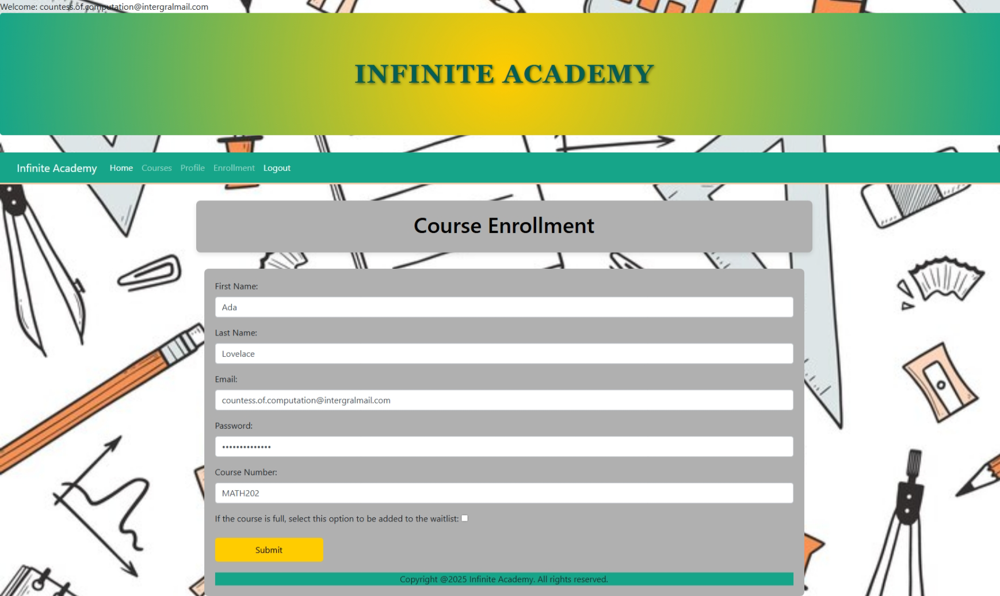 Welcome: countess.of.computation@intergralmail.com
INFINITE ACADEMY
Infinite Academy Home Courses Profile Enrollment Logout
Course Enrollment
First Name:
Ada
Last Name:
Lovelace
Email:
countess.of.computation@intergralmail.com
Password:
••••••••••••••
Course Number:
MATH202
If the course is full, select this option to be added to the waitlist:
Submit
Copyright @2025 Infinite Academy. All rights reserved.